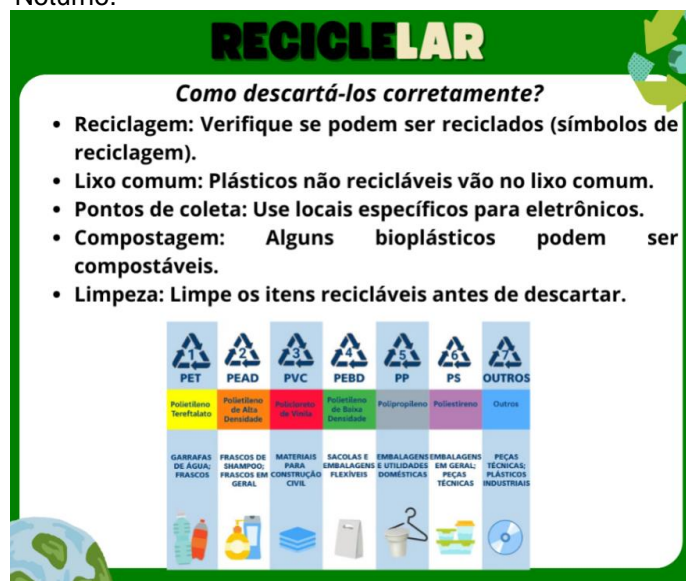 Noturno.
RECICLELAR
Como descartá-los corretamente?
• Reciclagem: Verifique se podem ser reciclados (símbolos de
reciclagem).
• Lixo comum: Plásticos não recicláveis vão no lixo comum.
• Pontos de coleta: Use locais específicos para eletrônicos.
• Compostagem: Alguns bioplásticos podem ser
compostáveis.
• Limpeza: Limpe os itens recicláveis antes de descartar.
1 2 3 4 5 6 7
PET PEAD PVC PEBD PP PS OUTROS
Polietileno
Tereftalato
Polietileno
de Alta
Densidade
Policlorato
de Vinila
Polietileno
de Baixa
Densidade
Polipropileno
Poliestireno
Outros
GARRAFAS
DE ÁGUA;
FRASCOS
FRASCOS DE
SHAMPOO;
FRASCOS EM
GERAL
MATERIAIS
PARA
CONSTRUÇÃO
CIVIL
SACOLAS E
EMBALAGENS
FLEXÍVEIS
EMBALAGENS
E UTILIDADES
DOMÉSTICAS
EMBALAGENS
EM GERAL;
PEÇAS
TÉCNICAS
PEÇAS
TÉCNICAS;
PLÁSTICOS
INDUSTRIAIS